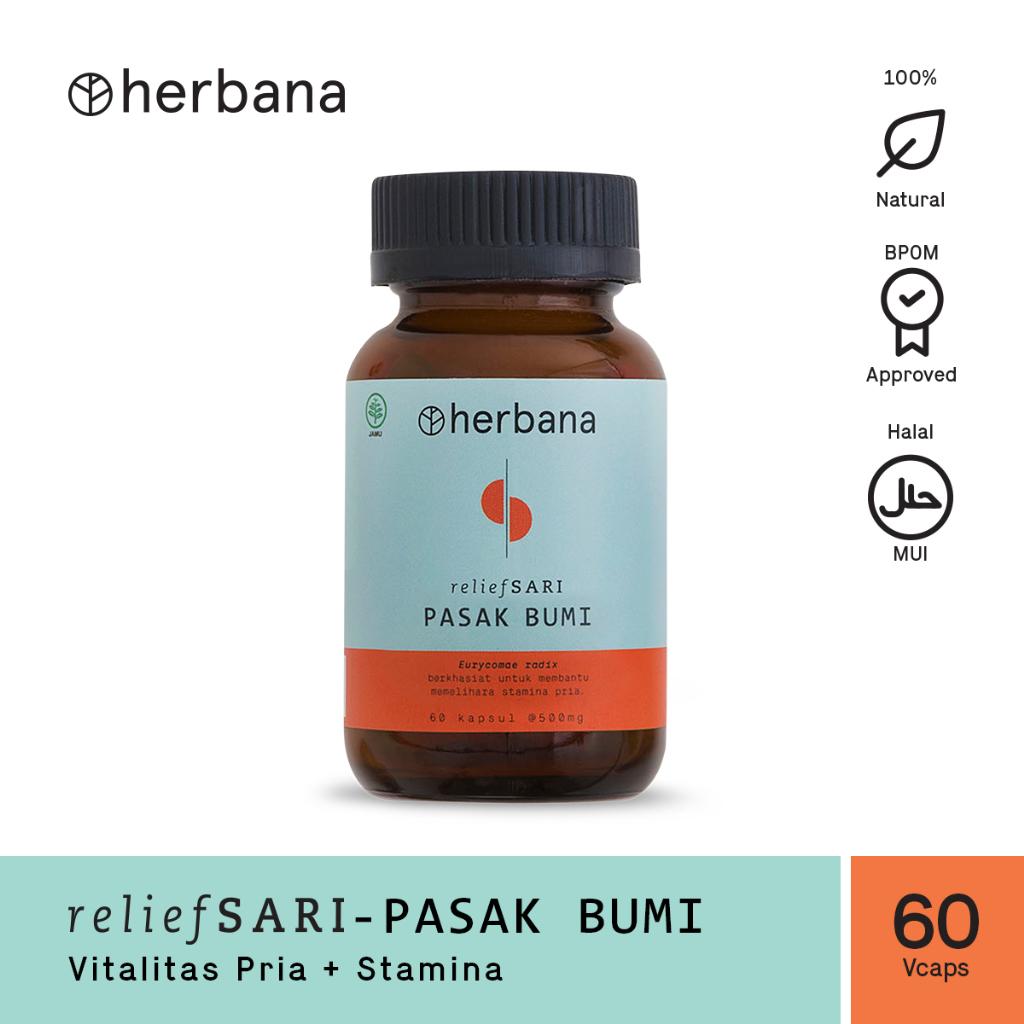 herbana
100%
Natural
BPOM
Approved
Halal
حلال
MUI
JAMU
herbana
reliefSARI
PASAK BUMI
Eurycomae radix
berkhasiat untuk membantu
memelihara stamina pria.
60 kapsul @500mg
reliefSARI-PASAK BUMI
Vitalitas Pria + Stamina
60
Vcaps